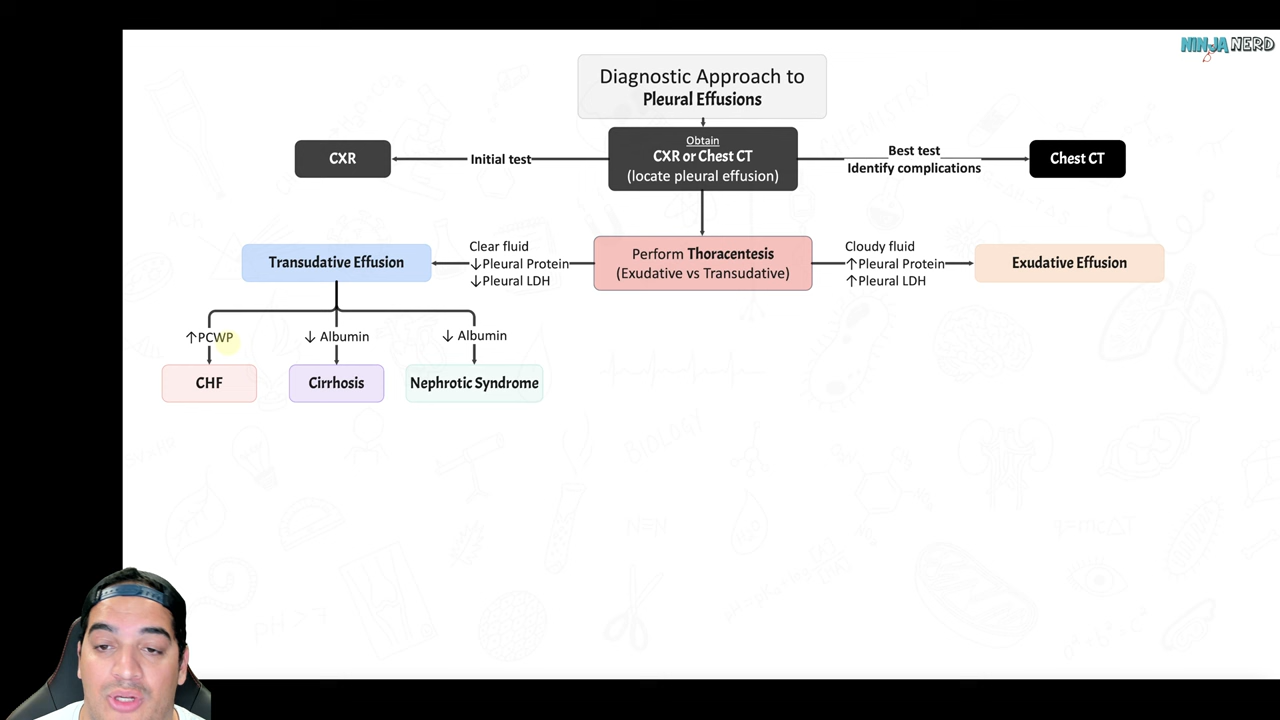 NINJA NERD
Diagnostic Approach to
Pleural Effusions
Obtain
CXR or Chest CT
(locate pleural effusion)
CXR
Initial test
Best test
Identify complications
Chest CT
Perform Thoracentesis
(Exudative vs Transudative)
Transudative Effusion
Clear fluid
↓Pleural Protein
↓Pleural LDH
Cloudy fluid
↑Pleural Protein
↑Pleural LDH
Exudative Effusion
↑PCWP
↓ Albumin
↓ Albumin
CHF
Cirrhosis
Nephrotic Syndrome
BIOLOGY